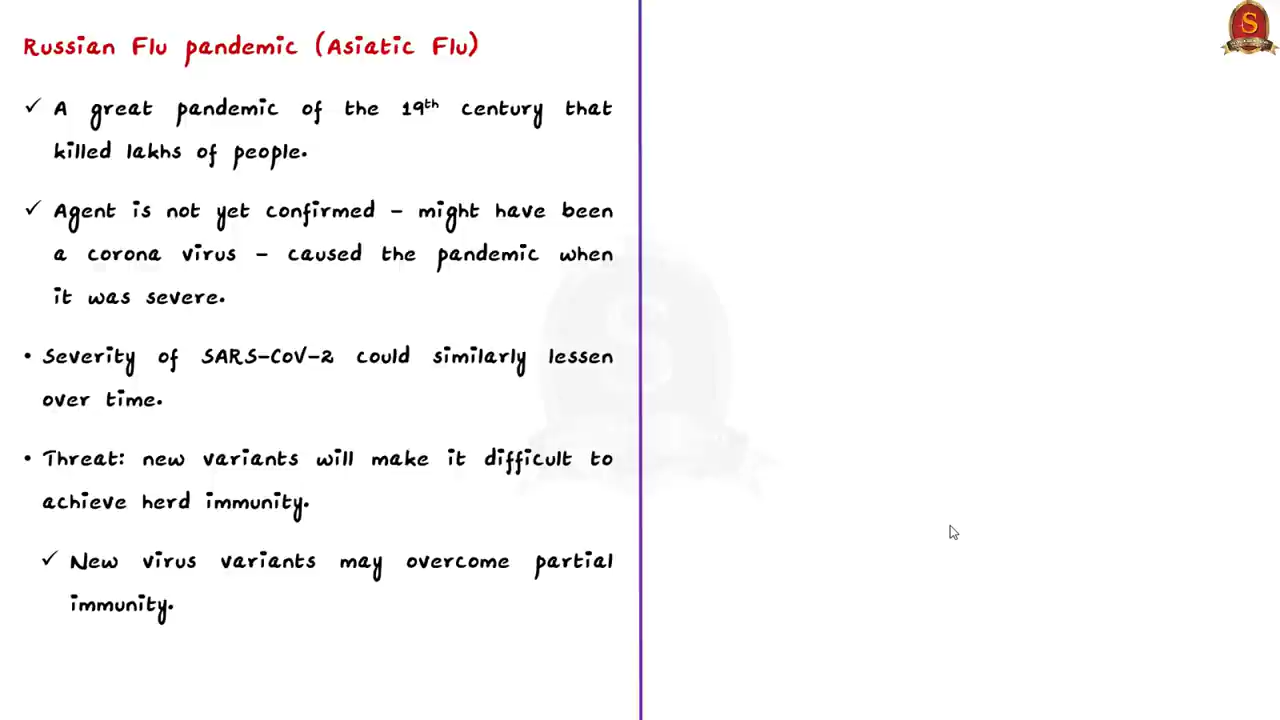 Russian Flu pandemic (Asiatic Flu)
✓ A great pandemic of the 19th century that
killed lakhs of people.
✓ Agent is not yet confirmed – might have been
a corona virus – caused the pandemic when
it was severe.
• Severity of SARS-CoV-2 could similarly lessen
over time.
• Threat: new variants will make it difficult to
achieve herd immunity.
✓ New virus variants may overcome partial
immunity.
S